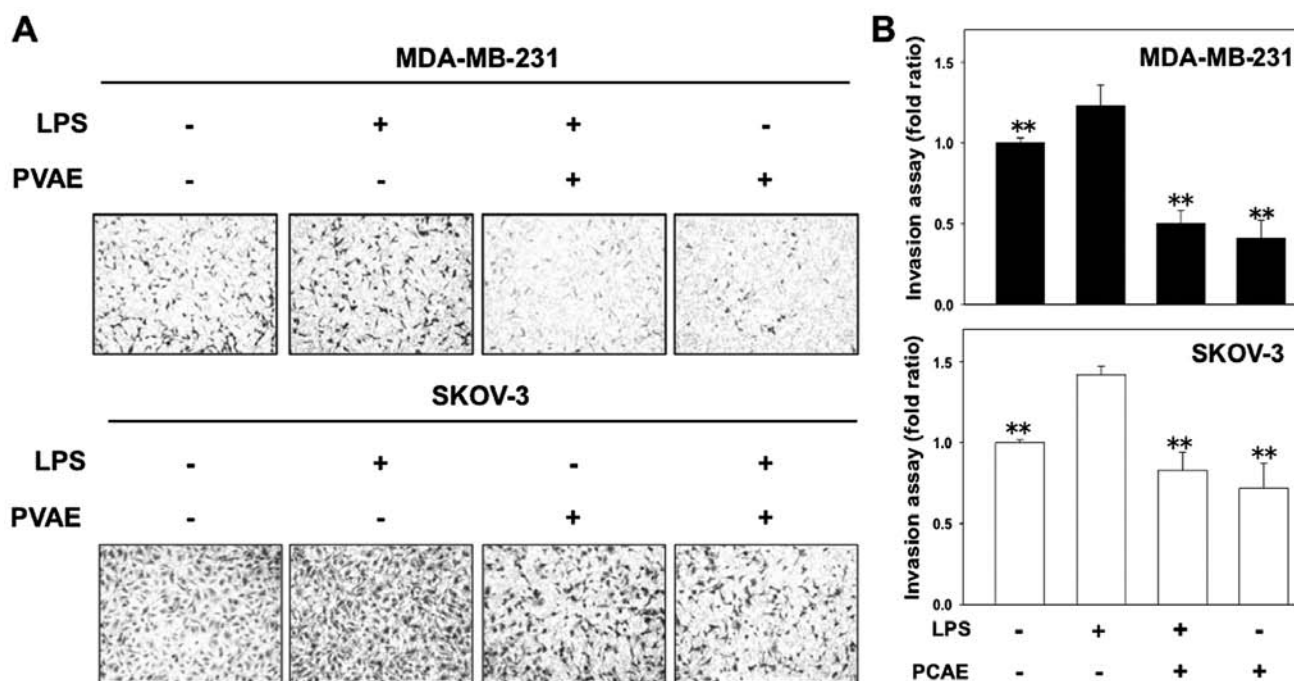 A
MDA-MB-231
LPS - + + -
PVAE - - + +
SKOV-3
LPS - + - +
PVAE - - + +
B
MDA-MB-231
Invasion assay (fold ratio)
1.5
1.0
0.5
0.0
**
**
**
SKOV-3
Invasion assay (fold ratio)
1.5
1.0
0.5
0.0
**
**
**
LPS - + + -
PCAE - - + +